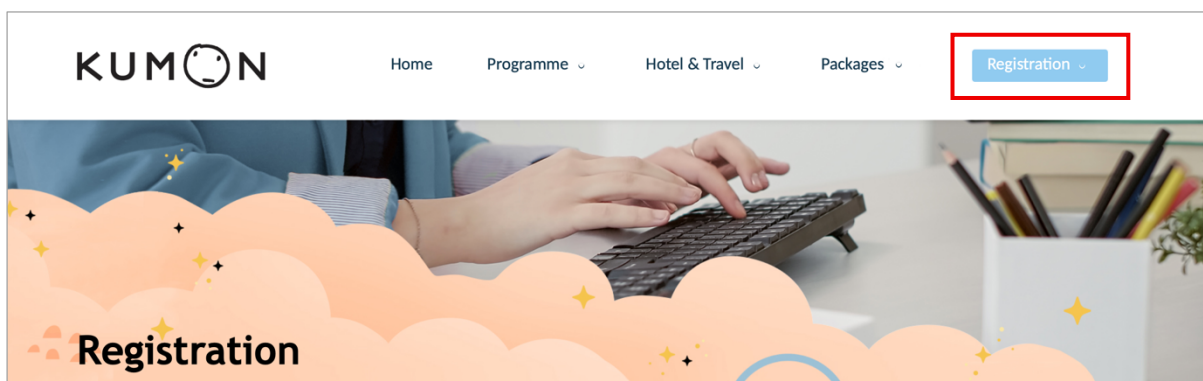 KUMON
Home Programme Hotel & Travel Packages Registration
Registration